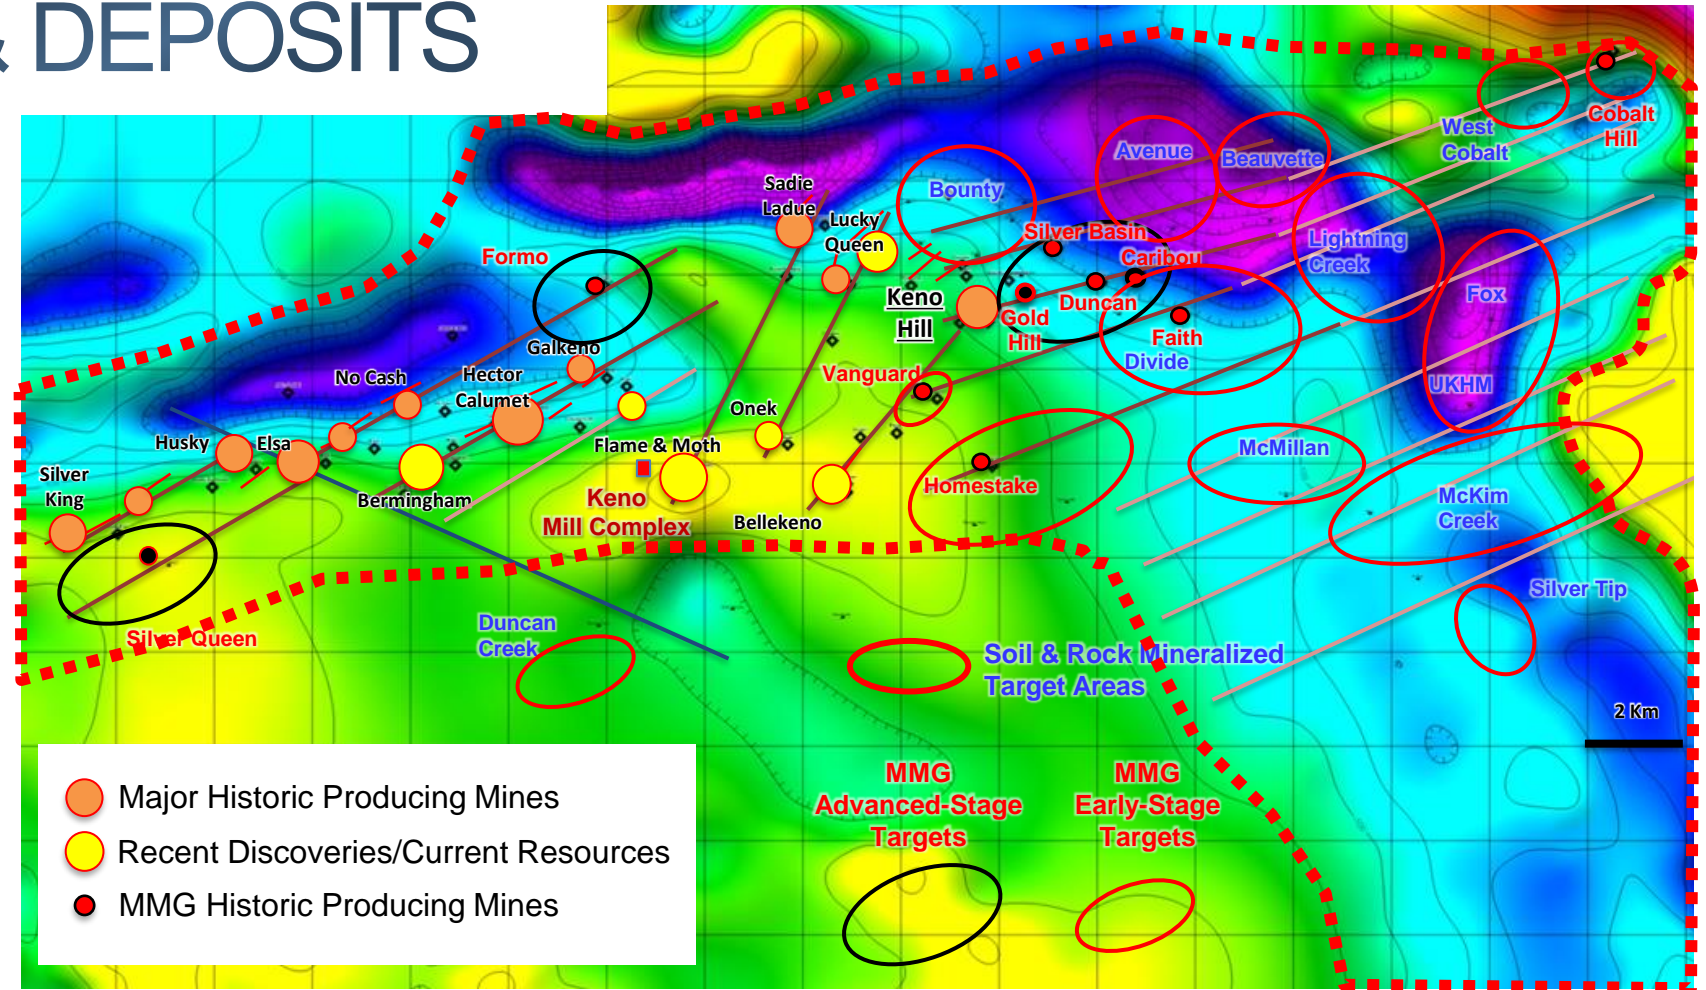 & DEPOSITS
Sadie
Ladue
Lucky
Queen
Bounty
Avenue
Beauvette
West
Cobalt
Cobalt
Hill
Formo
Silver Basin
Caribou
Lightning
Creek
Keno
Hill
Gold
Hill
Duncan
Faith
Divide
Fox
UKHM
Galkeno
No Cash
Hector
Calumet
Vanguard
Onek
Husky
Elsa
Flame & Moth
McMillan
Silver
King
Bermingham
Keno
Mill Complex
Bellekeno
Homestake
McKim
Creek
Silver Queen
Duncan
Creek
Silver Tip
Soil & Rock Mineralized
Target Areas
2 Km
MMG
Advanced-Stage
Targets
MMG
Early-Stage
Targets
Major Historic Producing Mines
Recent Discoveries/Current Resources
MMG Historic Producing Mines